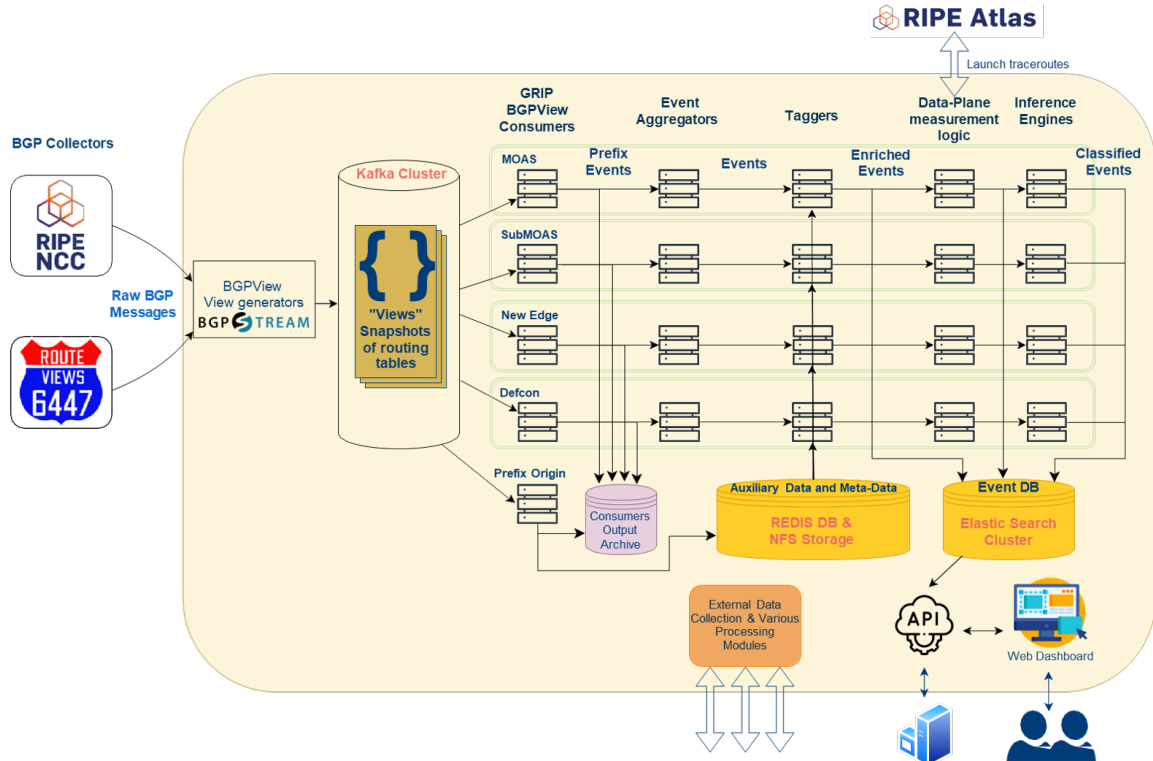 RIPE Atlas
Launch traceroutes
BGP Collectors
RIPE
NCC
ROUTE
VIEWS
6447
Raw BGP
Messages
BGPView
View generators
BGPSTREAM
Kafka Cluster
{ }
"Views"
Snapshots
of routing
tables
GRIP
BGPView
Consumers
Event
Aggregators
Taggers
Data-Plane
measurement
logic
Inference
Engines
MOAS
Prefix
Events
Events
Enriched
Events
Classified
Events
SubMOAS
New Edge
Defcon
Prefix Origin
Consumers
Output
Archive
Auxiliary Data and Meta-Data
REDIS DB &
NFS Storage
Event DB
Elastic Search
Cluster
External Data
Collection & Various
Processing
Modules
API
Web Dashboard